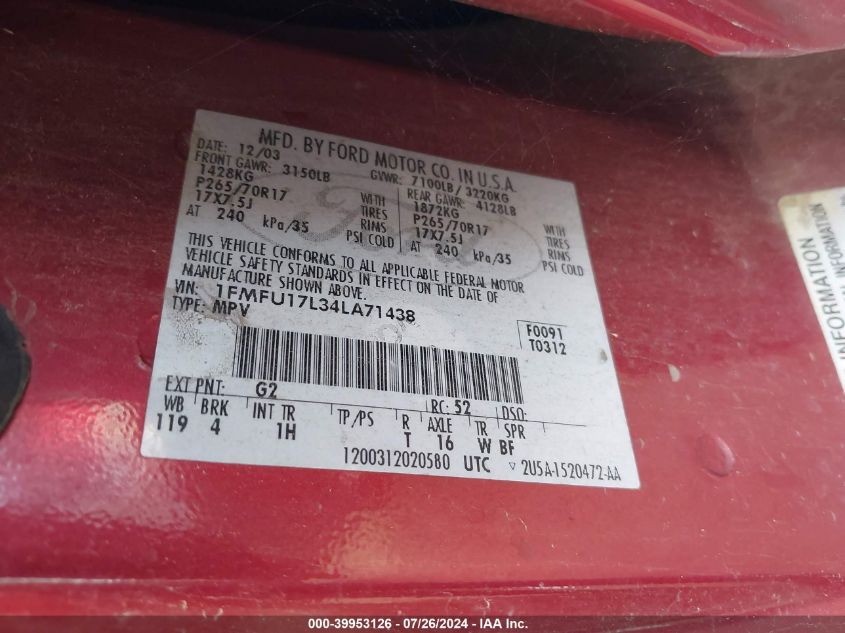 MFD. BY FORD MOTOR CO. IN U.S.A.
DATE: 12/03 GVWR: 7100LB/ 3220KG
FRONT GAWR: 3150LB REAR GAWR: 4128LB
1428KG WITH 1872KG WITH
P265/70R17 TIRES P265/70R17 TIRES
17X7.5J RIMS 17X7.5J RIMS
AT 240 kPa/35 PSI COLD AT 240 kPa/35 PSI COLD
THIS VEHICLE CONFORMS TO ALL APPLICABLE FEDERAL MOTOR
VEHICLE SAFETY STANDARDS IN EFFECT ON THE DATE OF
MANUFACTURE SHOWN ABOVE.
VIN: 1FMFU17L34LA71438
TYPE: MPV
F0091
T0312
EXT PNT: G2 RC: 52 DSO:
WB BRK INT TR TP/PS R AXLE TR SPR
119 4 1H T 16 W BF
1200312020580 UTC ▽ 2U5A-1520472-AA
INFORMATION
INFORMATION
000-39953126 - 07/26/2024 - IAA Inc.